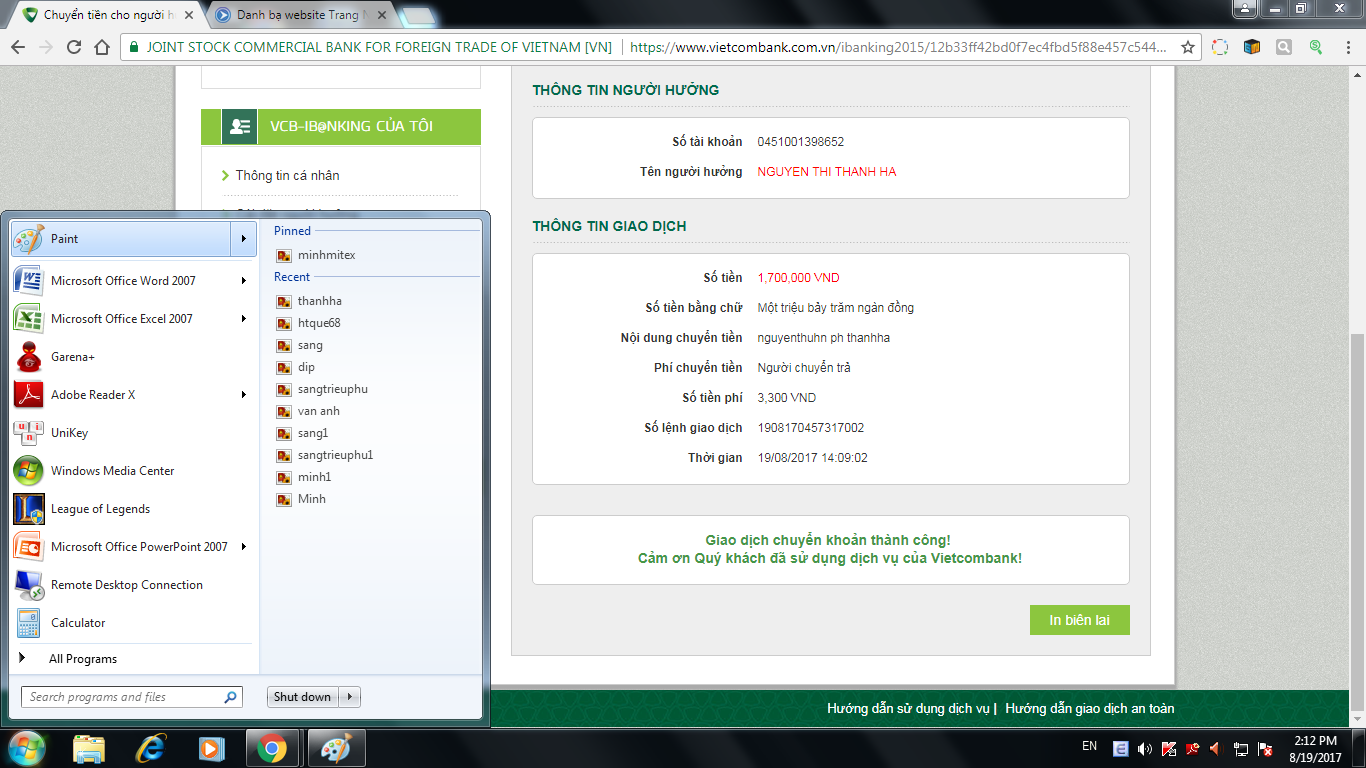 Chuyển tiền cho người h
Danh bạ website Trang N
JOINT STOCK COMMERCIAL BANK FOR FOREIGN TRADE OF VIETNAM [VN]
https://www.vietcombank.com.vn/ibanking2015/12b33ff42bd0f7ec4fbd5f88e457c544...
VCB-IB@NKING CỦA TÔI
Thông tin cá nhân
THÔNG TIN NGƯỜI HƯỞNG
Số tài khoản 0451001398652
Tên người hưởng NGUYEN THI THANH HA
THÔNG TIN GIAO DỊCH
Số tiền 1,700,000 VND
Số tiền bằng chữ Một triệu bảy trăm ngàn đồng
Nội dung chuyển tiền nguyenthuhn ph thanhha
Phí chuyển tiền Người chuyển trả
Số tiền phí 3,300 VND
Số lệnh giao dịch 1908170457317002
Thời gian 19/08/2017 14:09:02
Giao dịch chuyển khoản thành công!
Cảm ơn Quý khách đã sử dụng dịch vụ của Vietcombank!
In biên lai
Hướng dẫn sử dụng dịch vụ | Hướng dẫn giao dịch an toàn
Paint
Microsoft Office Word 2007
Microsoft Office Excel 2007
Garena+
Adobe Reader X
UniKey
Windows Media Center
League of Legends
Microsoft Office PowerPoint 2007
Remote Desktop Connection
Calculator
All Programs
Search programs and files
Pinned
minhmitex
Recent
thanhha
htque68
sang
dip
sangtrieuphu
van anh
sang1
sangtrieuphu1
minh1
Minh
Shut down
EN
2:12 PM
8/19/2017